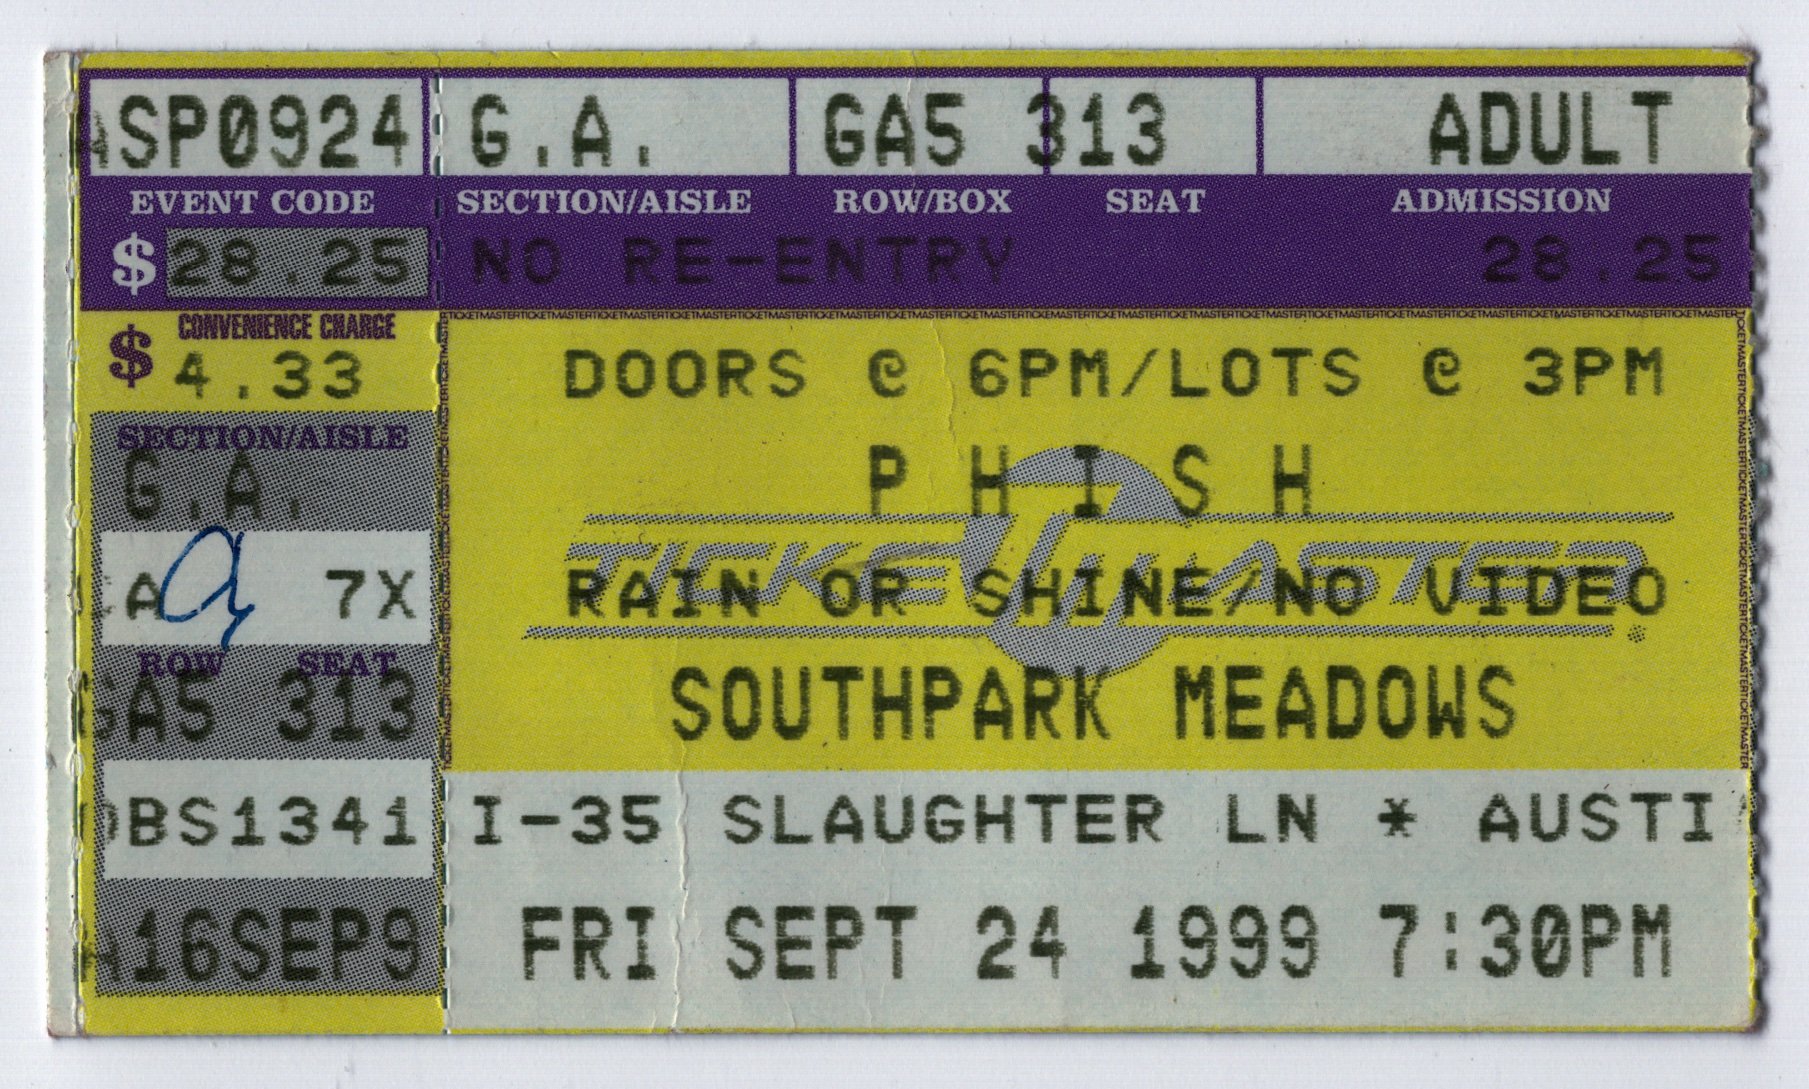 ASP0924 G.A. GA5 313 ADULT
EVENT CODE SECTION/AISLE ROW/BOX SEAT ADMISSION
$ 28.25 NO RE-ENTRY 28.25
CONVENIENCE CHARGE
$ 4.33
DOORS @ 6PM/LOTS @ 3PM
SECTION/AISLE
G.A.
P H I S H
TICKETMASTER
CA 7X
RAIN OR SHINE/NO VIDEO
ROW SEAT
GA5 313
SOUTHPARK MEADOWS
DBS1341
I-35 SLAUGHTER LN * AUSTI
A16SEP9
FRI SEPT 24 1999 7:30PM